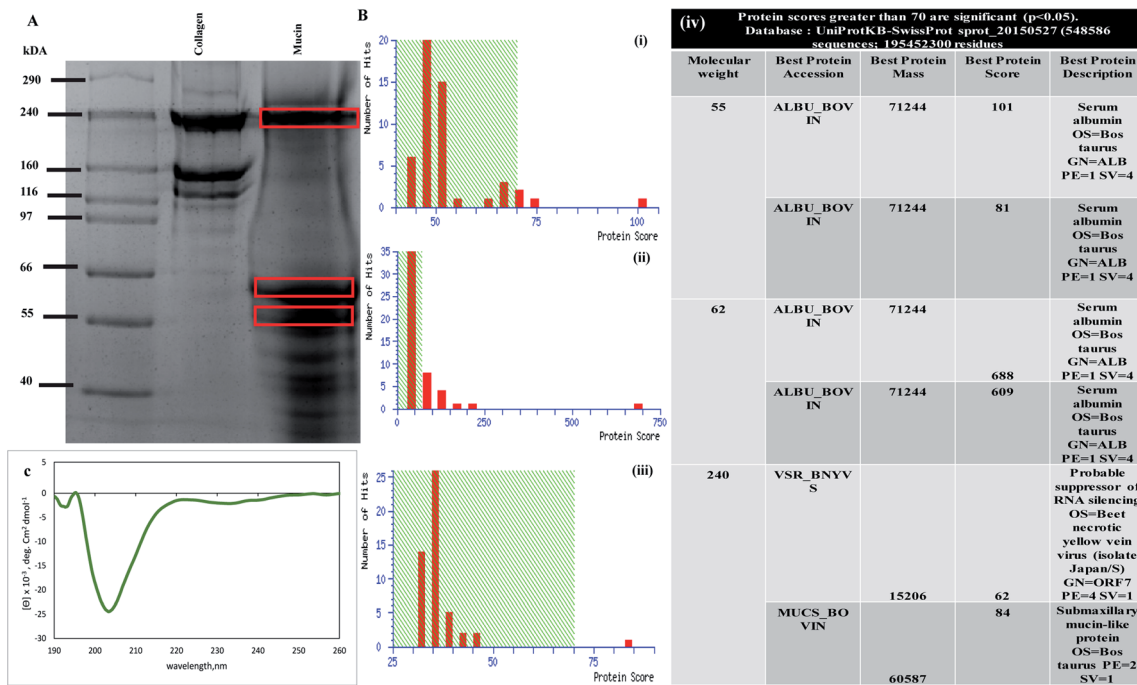 A
Collagen
Mucin
kDA
290
240
160
116
97
66
55
40
B
(i)
Number of Hits
20
15
10
5
0
50
100
Protein Score
(ii)
Number of Hits
35
30
25
20
15
10
5
0
0
250
500
750
Protein Score
(iii)
Number of Hits
25
20
15
10
5
0
25
50
75
Protein Score
c
[Θ] x 10⁻³, deg. Cm² dmol⁻¹
5
0
-5
-10
-15
-20
-25
-30
190
200
210
220
230
240
250
260
wavelength,nm
(iv)
Protein scores greater than 70 are significant (p<0.05).
Database : UniProtKB-SwissProt sprot_20150527 (548586
sequences; 195452300 residues
Molecular weight
Best Protein Accession
Best Protein Mass
Best Protein Score
Best Protein Description
55
ALBU_BOV
IN
71244
101
Serum
albumin
OS=Bos
taurus
GN=ALB
PE=1 SV=4
ALBU_BOV
IN
71244
81
Serum
albumin
OS=Bos
taurus
GN=ALB
PE=1 SV=4
62
ALBU_BOV
IN
71244
688
Serum
albumin
OS=Bos
taurus
GN=ALB
PE=1 SV=4
ALBU_BOV
IN
71244
609
Serum
albumin
OS=Bos
taurus
GN=ALB
PE=1 SV=4
240
VSR_BNYV
S
15206
62
Probable
suppressor of
RNA silencing
OS=Beet
necrotic
yellow vein
virus (isolate
Japan/S)
GN=ORF7
PE=4 SV=1
MUCS_BO
VIN
60587
84
Submaxillary
mucin-like
protein
OS=Bos
taurus PE=2
SV=1